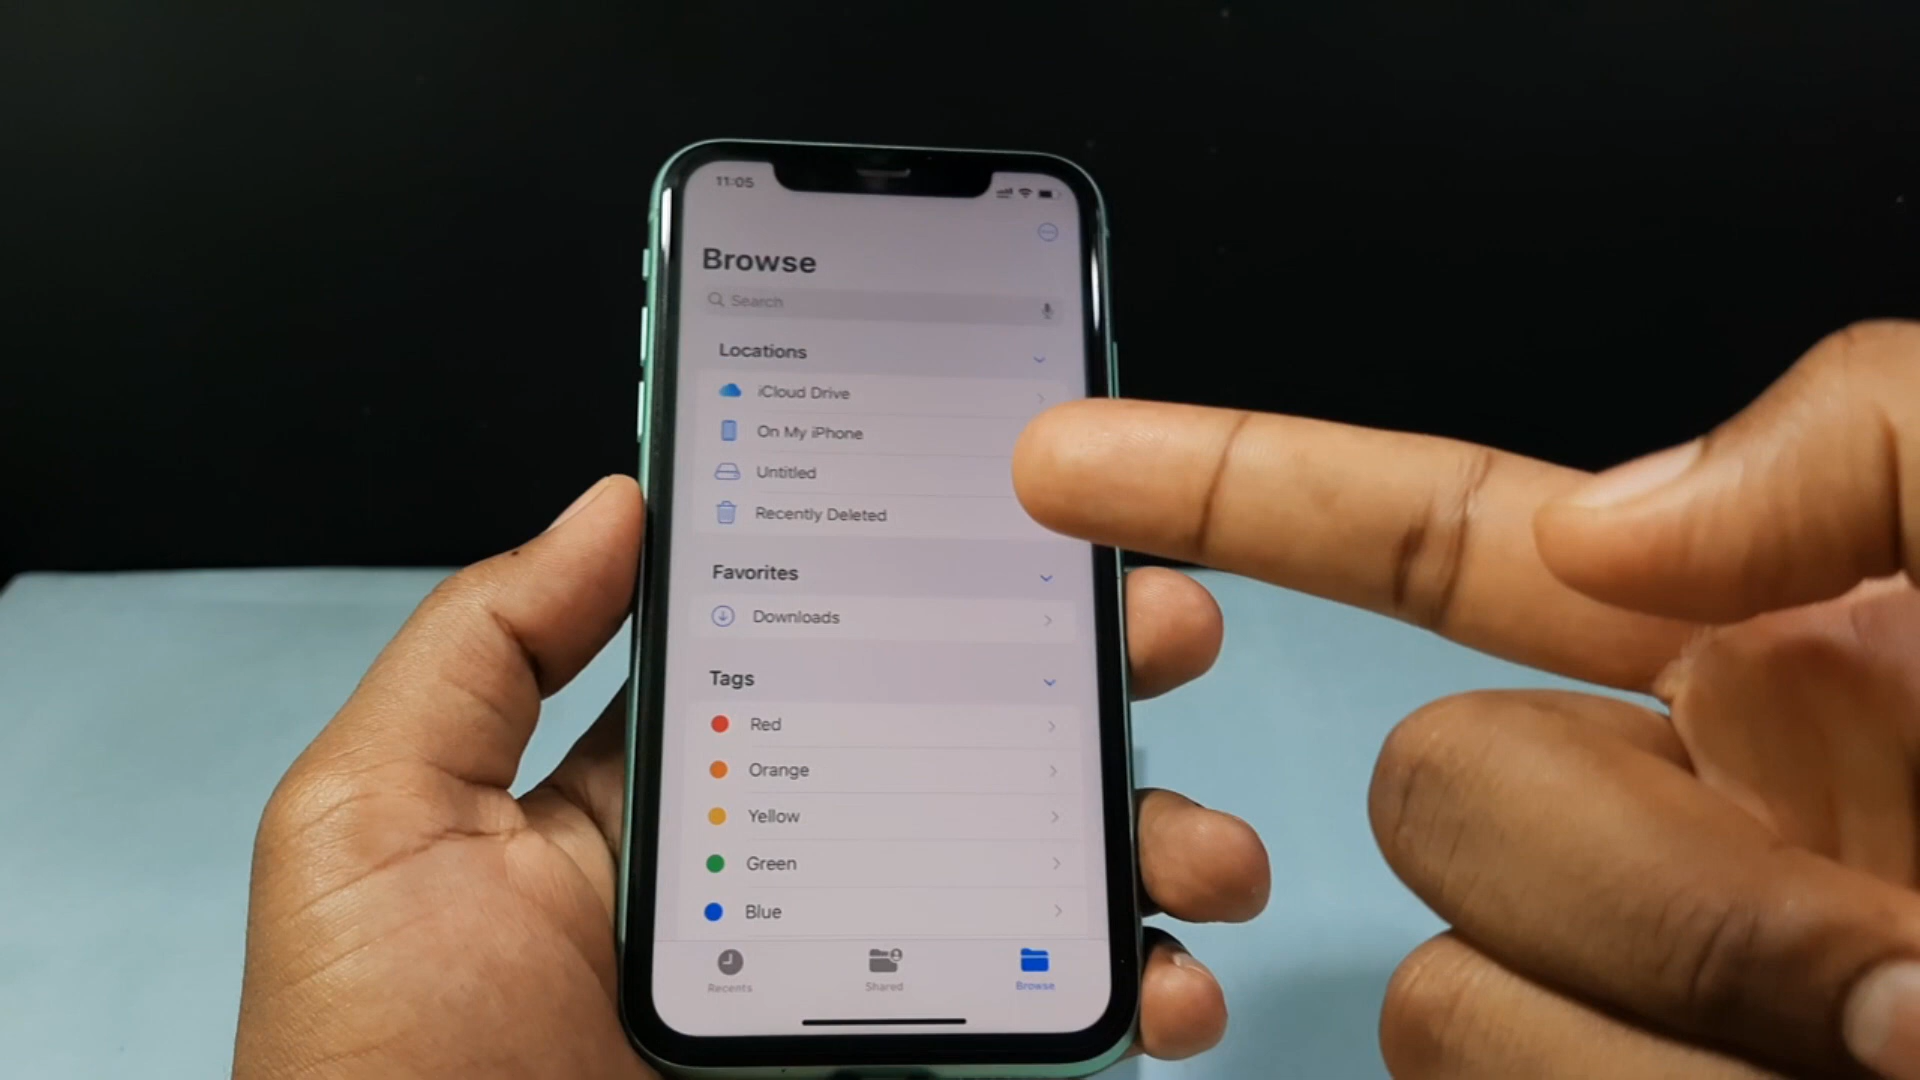 11:05
Browse
Search
Locations
iCloud Drive
On My iPhone
Untitled
Recently Deleted
Favorites
Downloads
Tags
Red
Orange
Yellow
Green
Blue
Recents
Shared
Browse